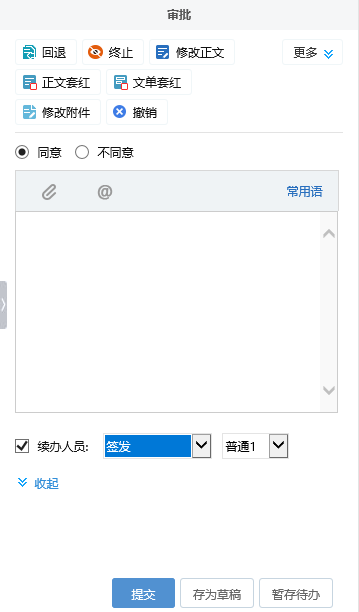 审批
回退 终止 修改正文 更多
正文套红 文单套红
修改附件 撤销
同意 不同意
@ 常用语
续办人员: 签发 普通1
收起
提交 存为草稿 暂存待办